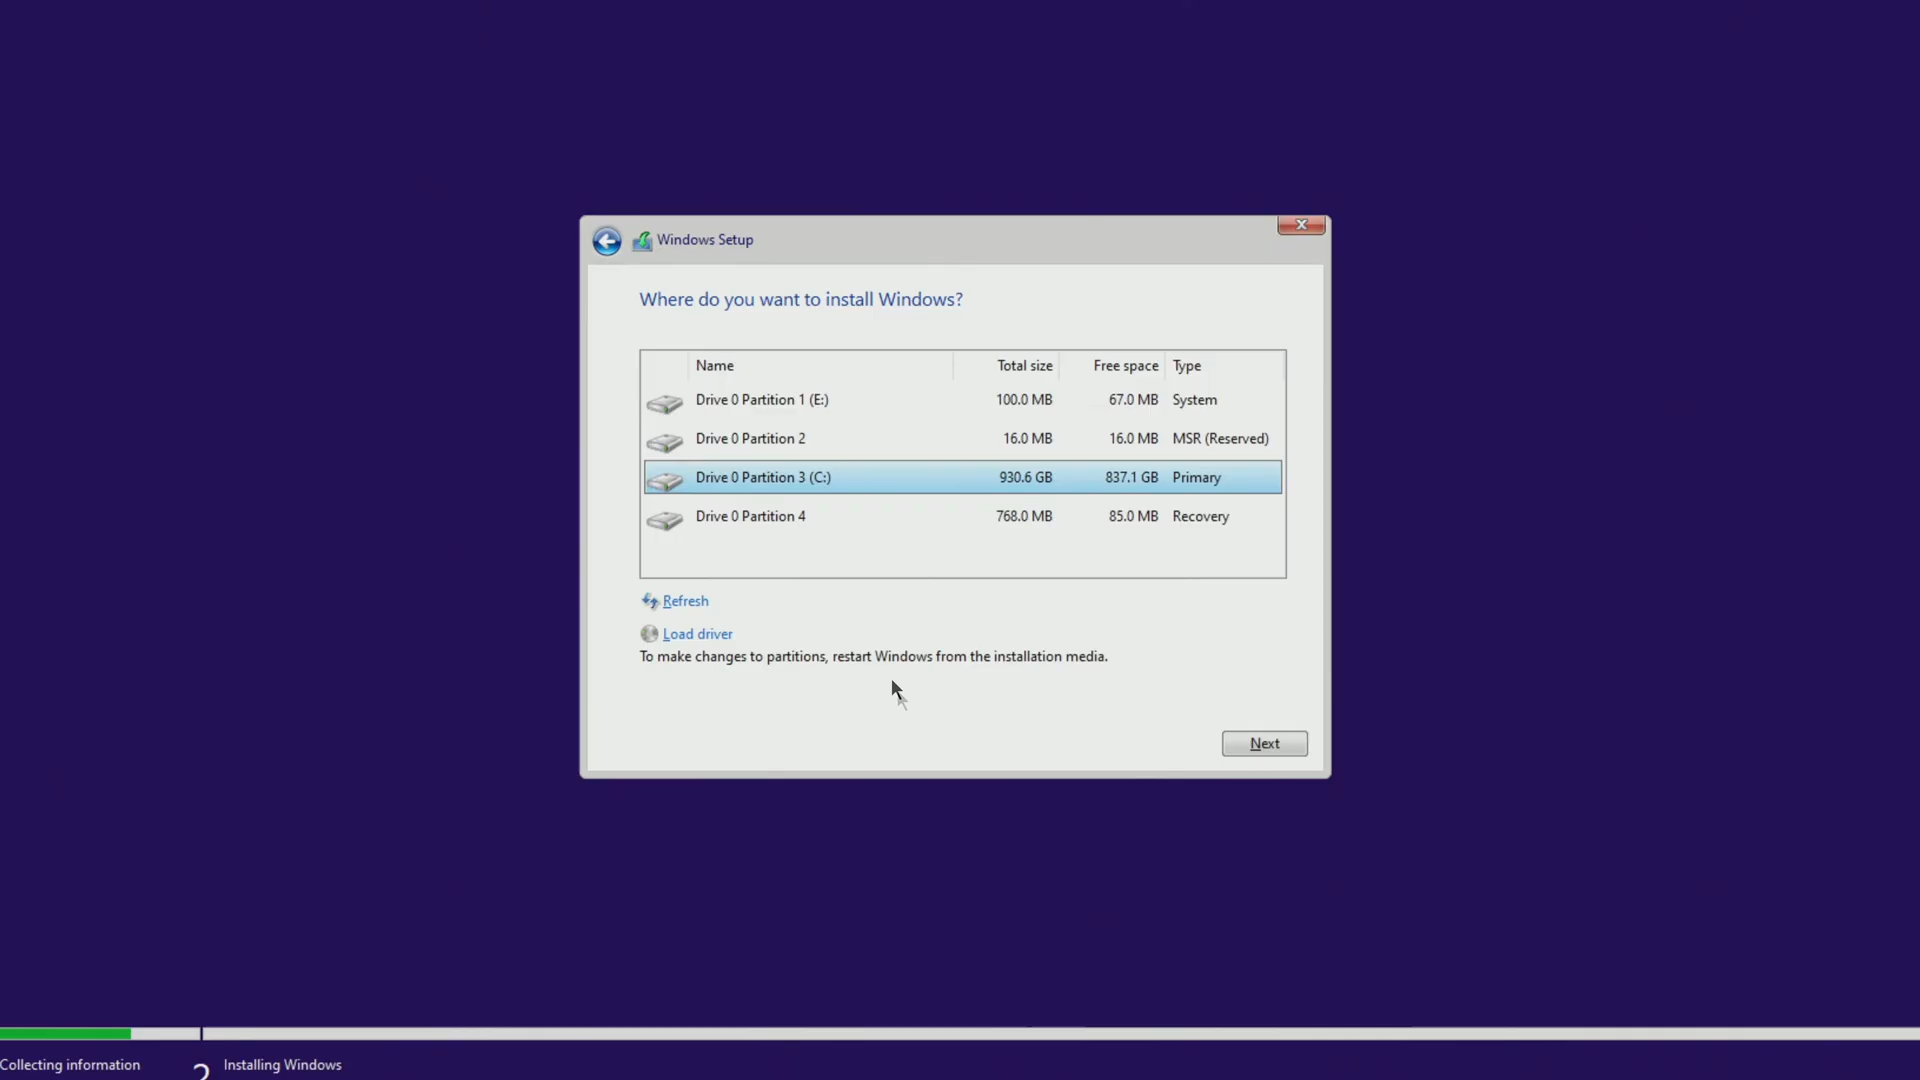 Windows Setup
Where do you want to install Windows?
Name Total size Free space Type
Drive 0 Partition 1 (E:) 100.0 MB 67.0 MB System
Drive 0 Partition 2 16.0 MB 16.0 MB MSR (Reserved)
Drive 0 Partition 3 (C:) 930.6 GB 837.1 GB Primary
Drive 0 Partition 4 768.0 MB 85.0 MB Recovery
Refresh
Load driver
To make changes to partitions, restart Windows from the installation media.
Next
Collecting information 2 Installing Windows